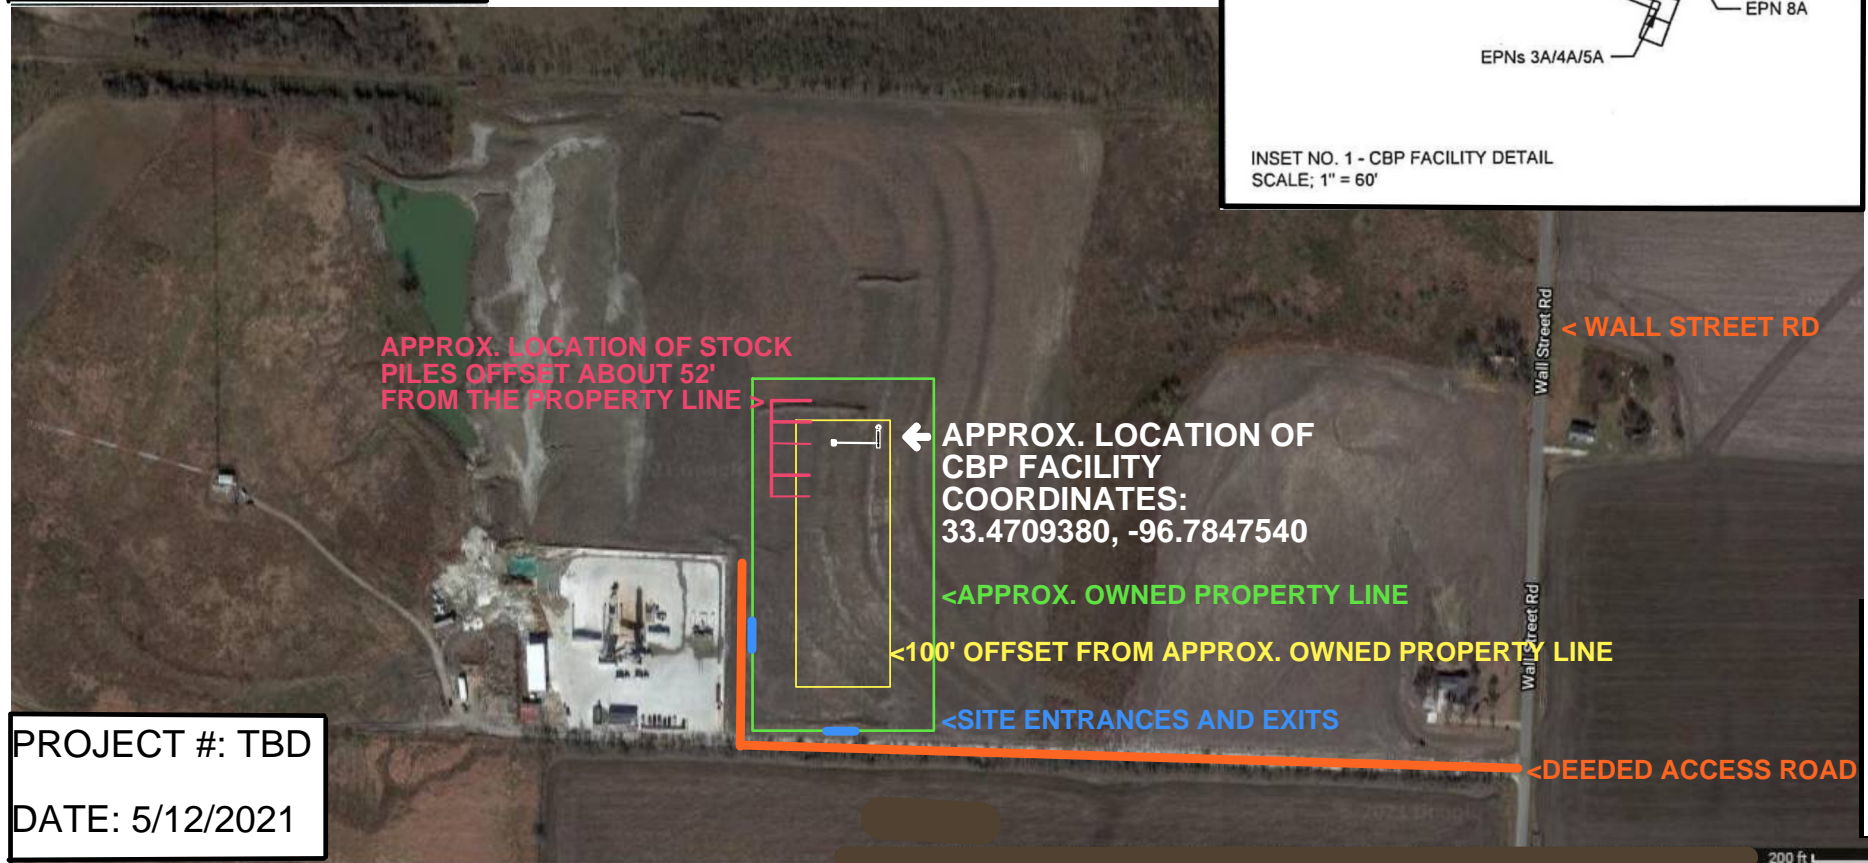 EPN 8A
EPNs 3A/4A/5A
INSET NO. 1 - CBP FACILITY DETAIL
SCALE; 1" = 60'
Wall Street Rd
< WALL STREET RD
APPROX. LOCATION OF STOCK
PILES OFFSET ABOUT 52'
FROM THE PROPERTY LINE >
APPROX. LOCATION OF
CBP FACILITY
COORDINATES:
33.4709380, -96.7847540
<APPROX. OWNED PROPERTY LINE
Wall Street Rd
<100' OFFSET FROM APPROX. OWNED PROPERTY LINE
<SITE ENTRANCES AND EXITS
<DEEDED ACCESS ROAD
PROJECT #: TBD
DATE: 5/12/2021
200 ft